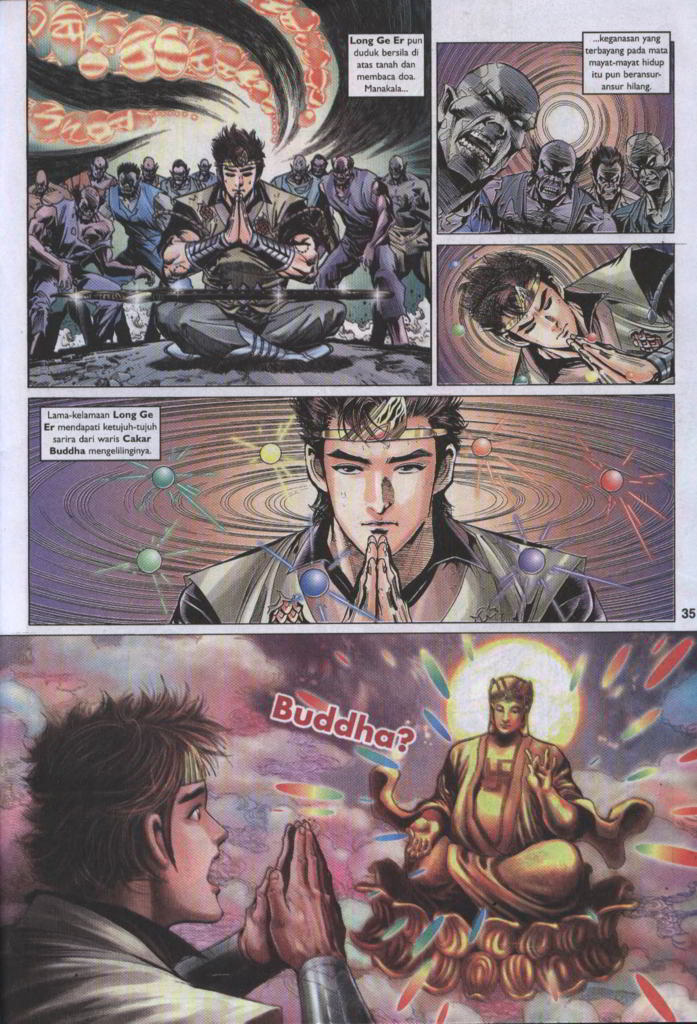 Long Ge Er pun
duduk bersila di
atas tanah dan
membaca doa.
Manakala...
...keganasan yang
terbayang pada mata
mayat-mayat hidup
itu pun beransur-
ansur hilang.
Lama-kelamaan Long Ge
Er mendapati ketujuh-tujuh
sarira dari waris Cakar
Buddha mengelilinginya.
35
Buddha?